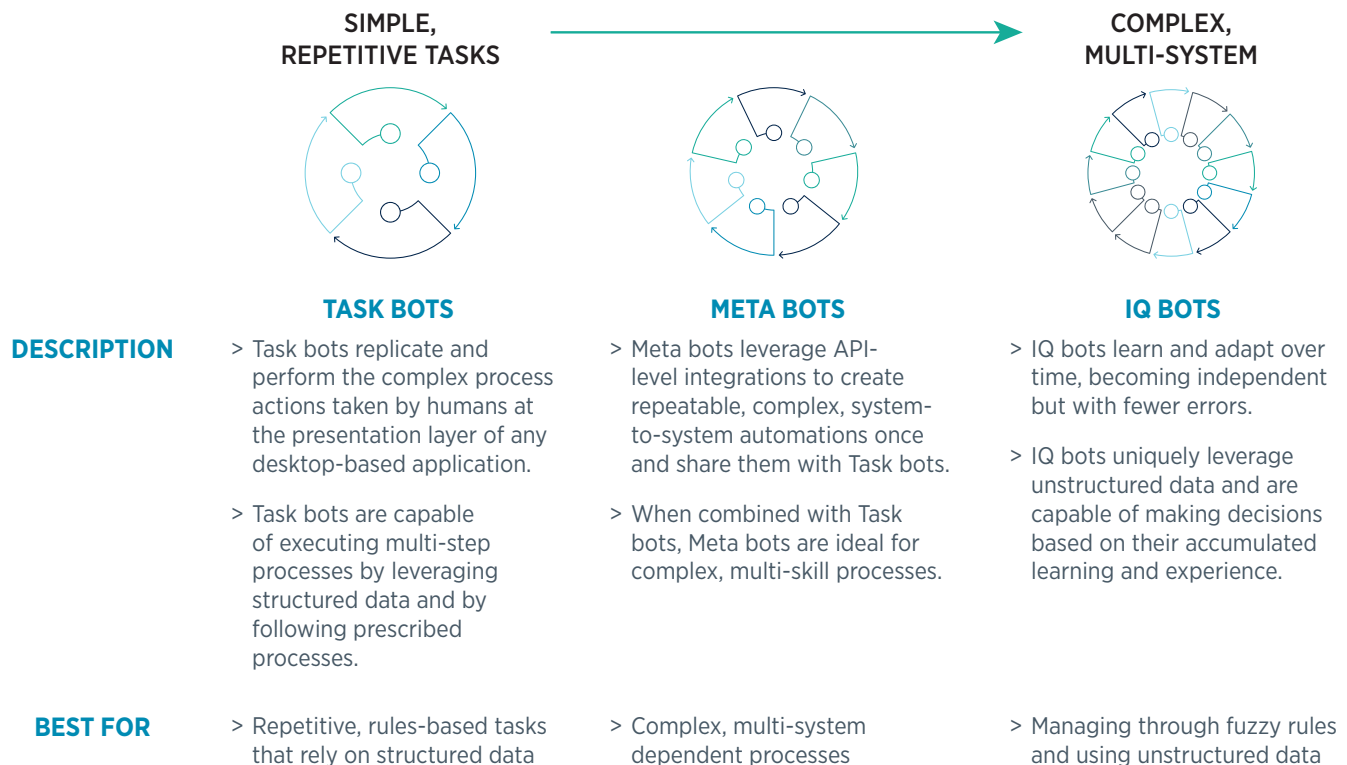 SIMPLE,
REPETITIVE TASKS
COMPLEX,
MULTI-SYSTEM
TASK BOTS
META BOTS
IQ BOTS
DESCRIPTION
> Task bots replicate and
perform the complex process
actions taken by humans at
the presentation layer of any
desktop-based application.
> Task bots are capable
of executing multi-step
processes by leveraging
structured data and by
following prescribed
processes.
> Meta bots leverage API-
level integrations to create
repeatable, complex, system-
to-system automations once
and share them with Task bots.
> When combined with Task
bots, Meta bots are ideal for
complex, multi-skill processes.
> IQ bots learn and adapt over
time, becoming independent
but with fewer errors.
> IQ bots uniquely leverage
unstructured data and are
capable of making decisions
based on their accumulated
learning and experience.
BEST FOR
> Repetitive, rules-based tasks
that rely on structured data
> Complex, multi-system
dependent processes
> Managing through fuzzy rules
and using unstructured data